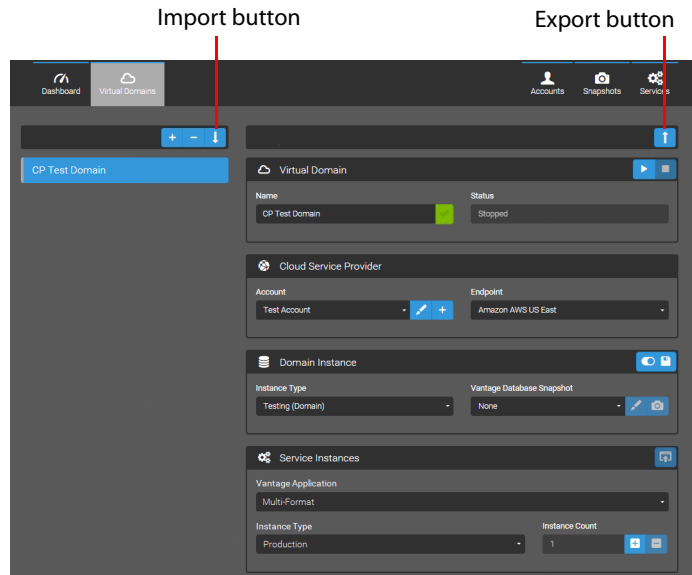 Import button
Export button
Dashboard
Virtual Domains
Accounts
Snapshots
Services
CP Test Domain
Virtual Domain
Name
Status
CP Test Domain
Stopped
Cloud Service Provider
Account
Endpoint
Test Account
Amazon AWS US East
Domain Instance
Instance Type
Vantage Database Snapshot
Testing (Domain)
None
Service Instances
Vantage Application
Multi-Format
Instance Type
Instance Count
Production
1